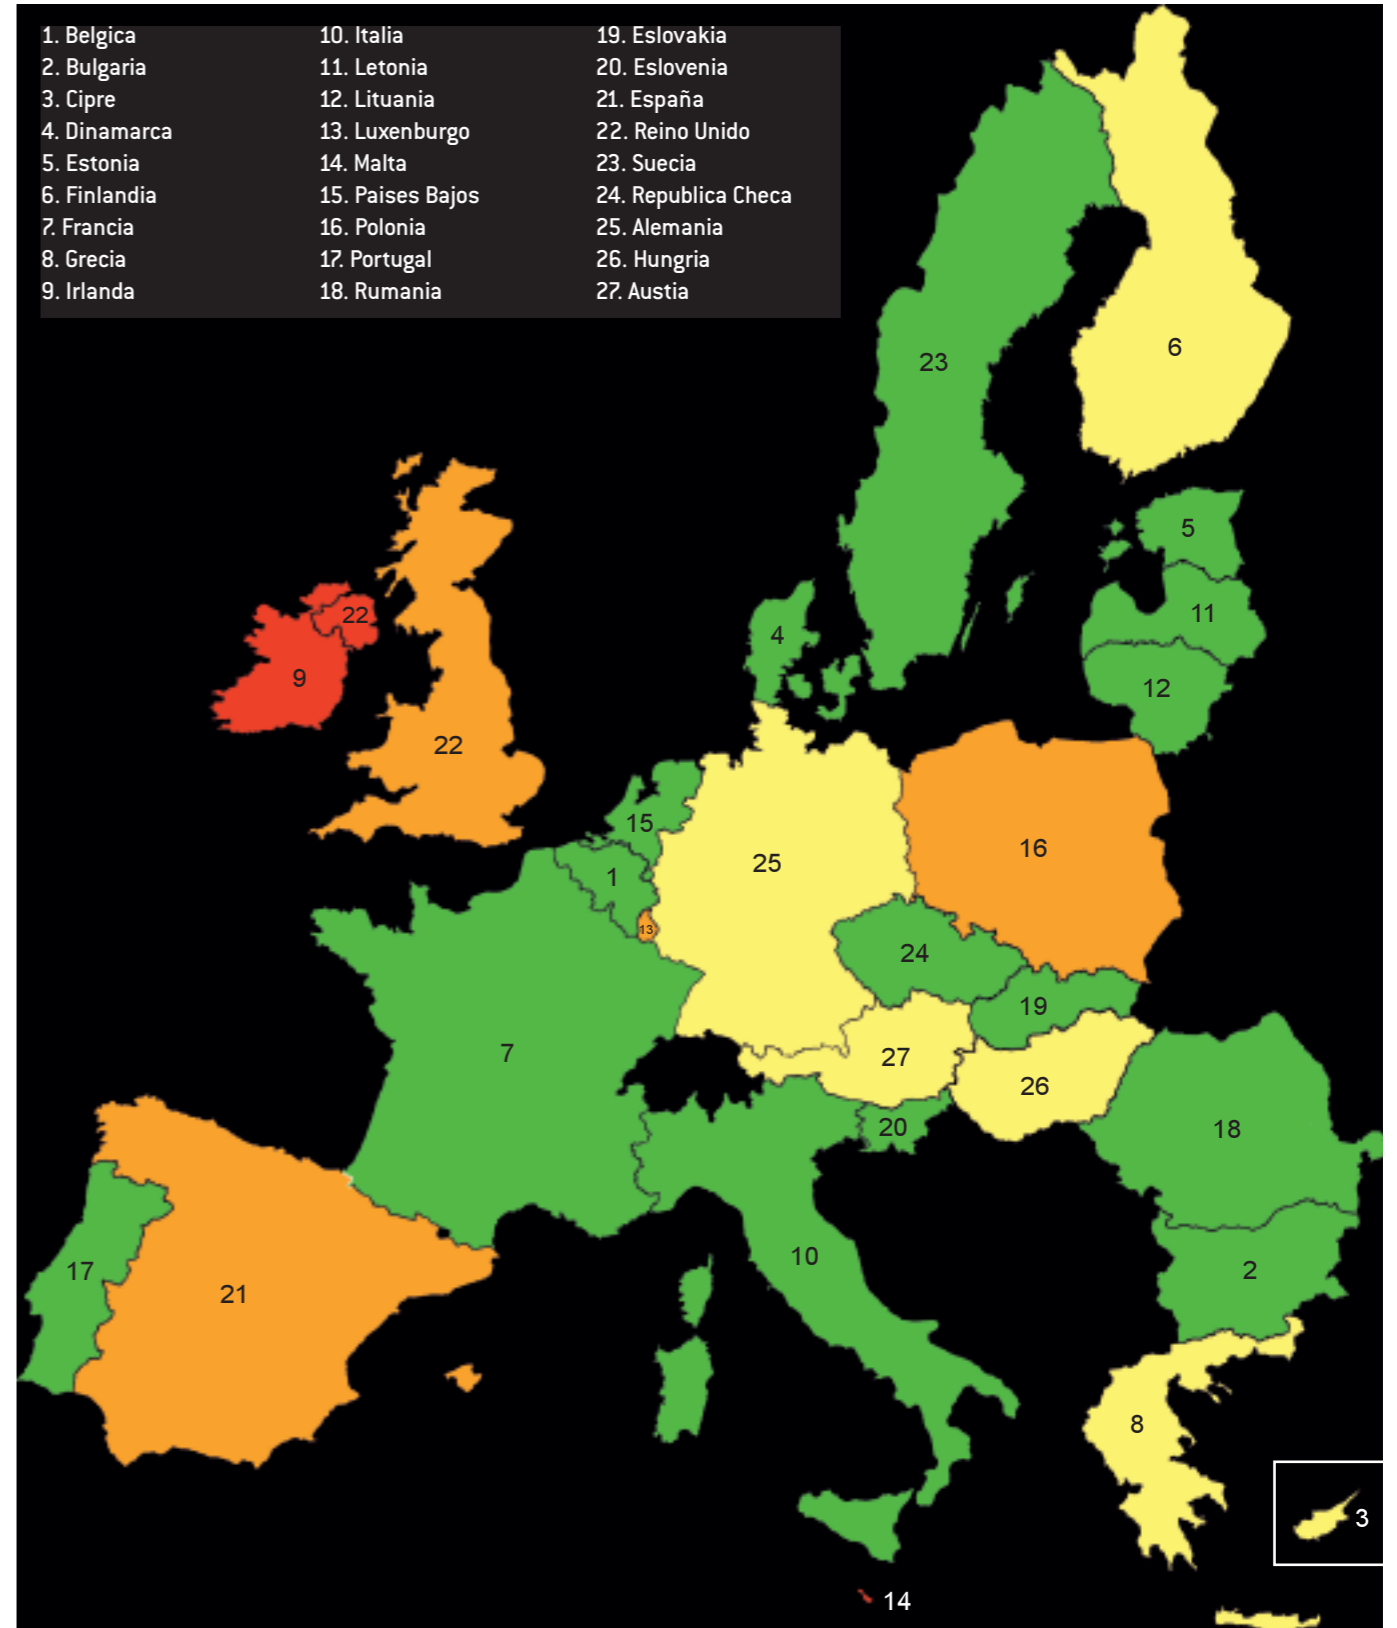 1. Belgica
2. Bulgaria
3. Cipre
4. Dinamarca
5. Estonia
6. Finlandia
7. Francia
8. Grecia
9. Irlanda
10. Italia
11. Letonia
12. Lituania
13. Luxenburgo
14. Malta
15. Paises Bajos
16. Polonia
17. Portugal
18. Rumania
19. Eslovakia
20. Eslovenia
21. España
22. Reino Unido
23. Suecia
24. Republica Checa
25. Alemania
26. Hungria
27. Austia
6
23
5
11
22
4
9
12
22
15
16
25
1
13
24
19
7
27
26
20
18
10
17
2
21
8
3
14